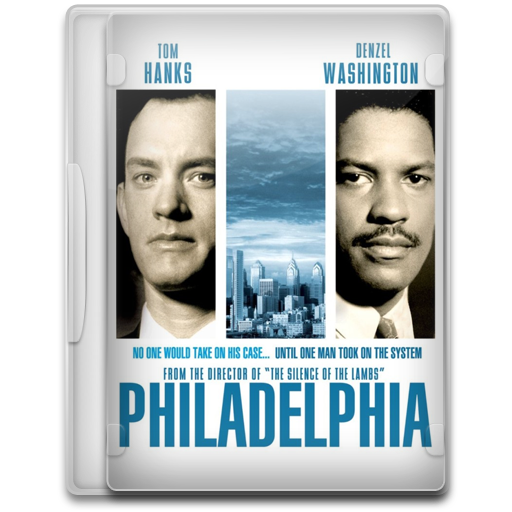 TOM HANKS
DENZEL WASHINGTON
NO ONE WOULD TAKE ON HIS CASE... UNTIL ONE MAN TOOK ON THE SYSTEM
FROM THE DIRECTOR OF "THE SILENCE OF THE LAMBS"
PHILADELPHIA